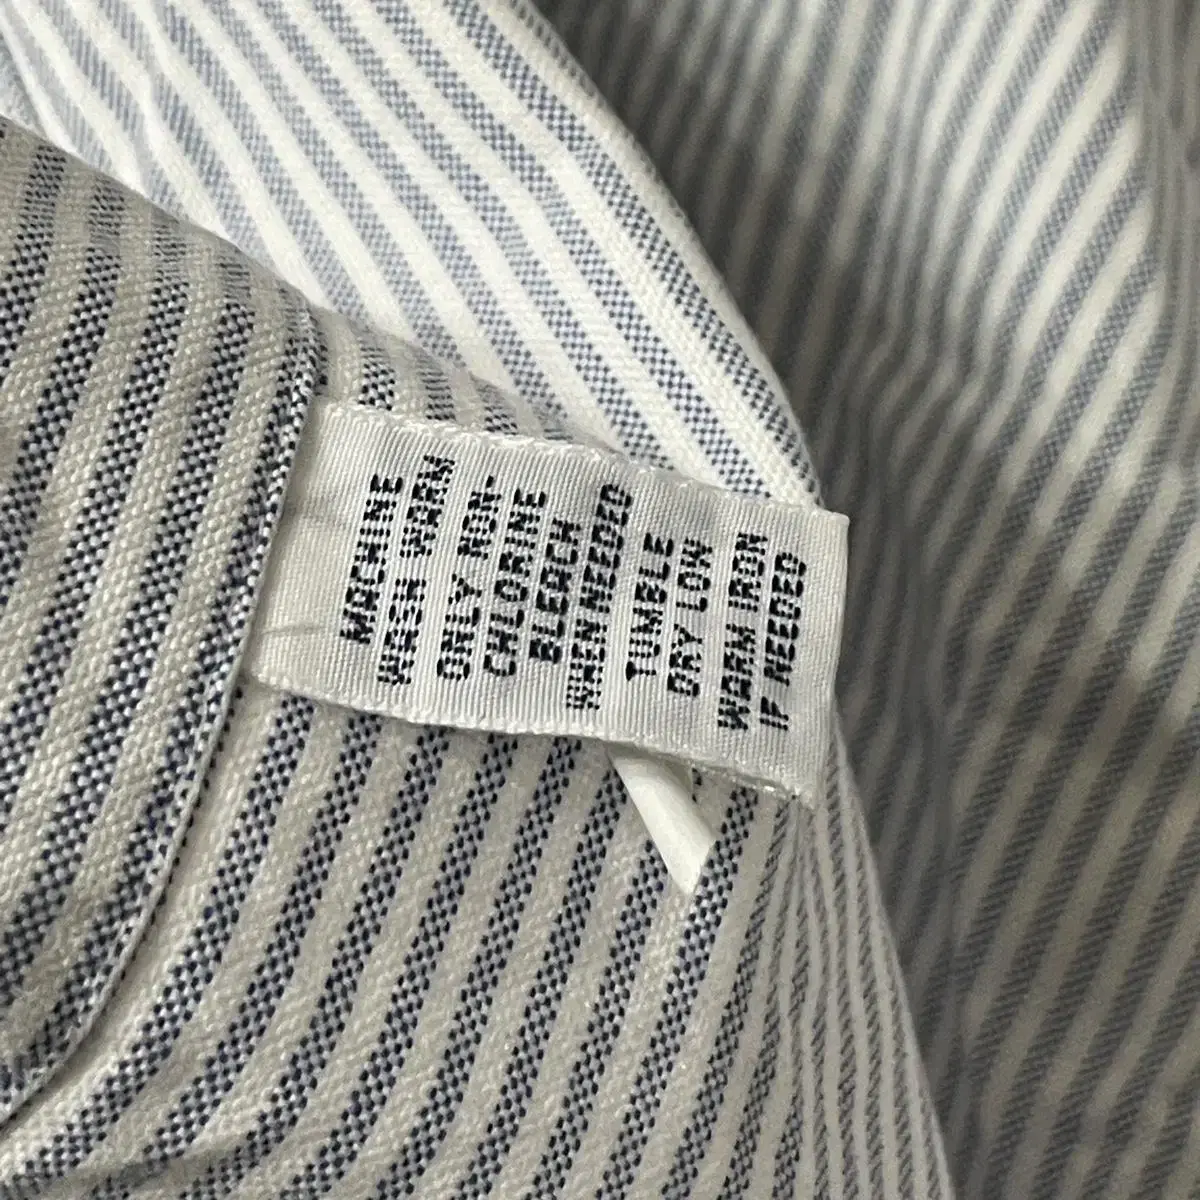 MACHINE
WASH WARM
ONLY NON-
CHLORINE
BLEACH
WHEN NEEDED
TUMBLE
DRY LOW
WARM IRON
IF NEEDED